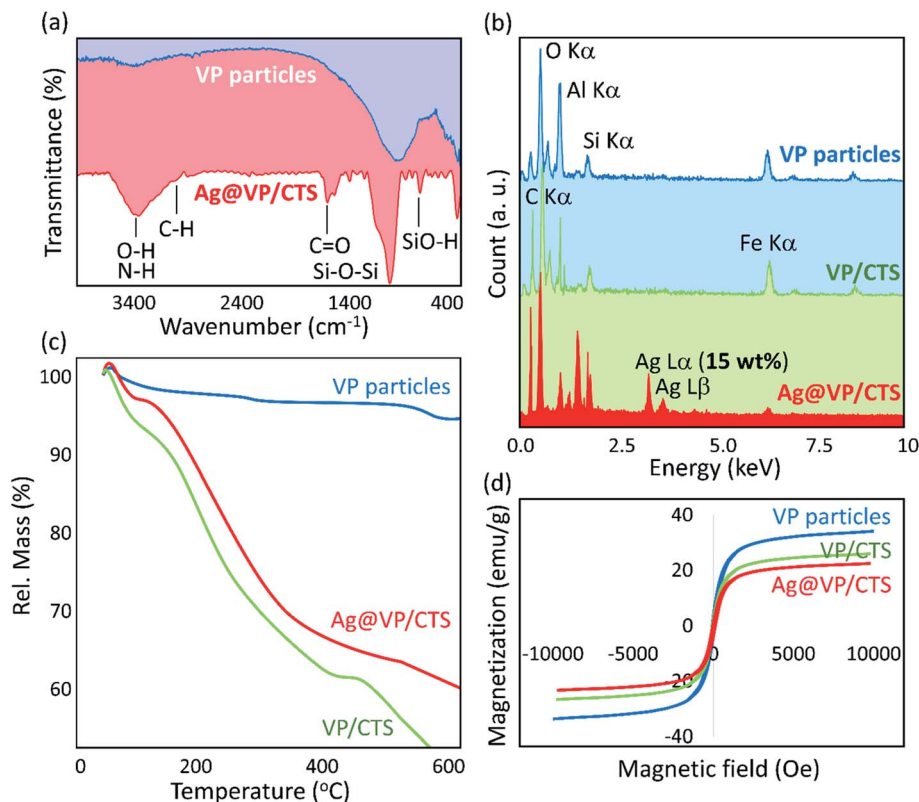 (a)
Transmittance (%)
VP particles
Ag@VP/CTS
O-H
N-H
C-H
C=O
Si-O-Si
SiO-H
3400 2400 1400 400
Wavenumber (cm⁻¹)
(b)
Count (a. u.)
O Kα
Al Kα
Si Kα
VP particles
C Kα
Fe Kα
VP/CTS
Ag Lα (15 wt%)
Ag Lβ
Ag@VP/CTS
0.0 2.5 5.0 7.5 10
Energy (keV)
(c)
Rel. Mass (%)
100
90
80
70
60
VP particles
Ag@VP/CTS
VP/CTS
0 200 400 600
Temperature (°C)
(d)
Magnetization (emu/g)
40
20
0
-20
-40
VP particles
VP/CTS
Ag@VP/CTS
-10000 -5000 0 5000 10000
Magnetic field (Oe)